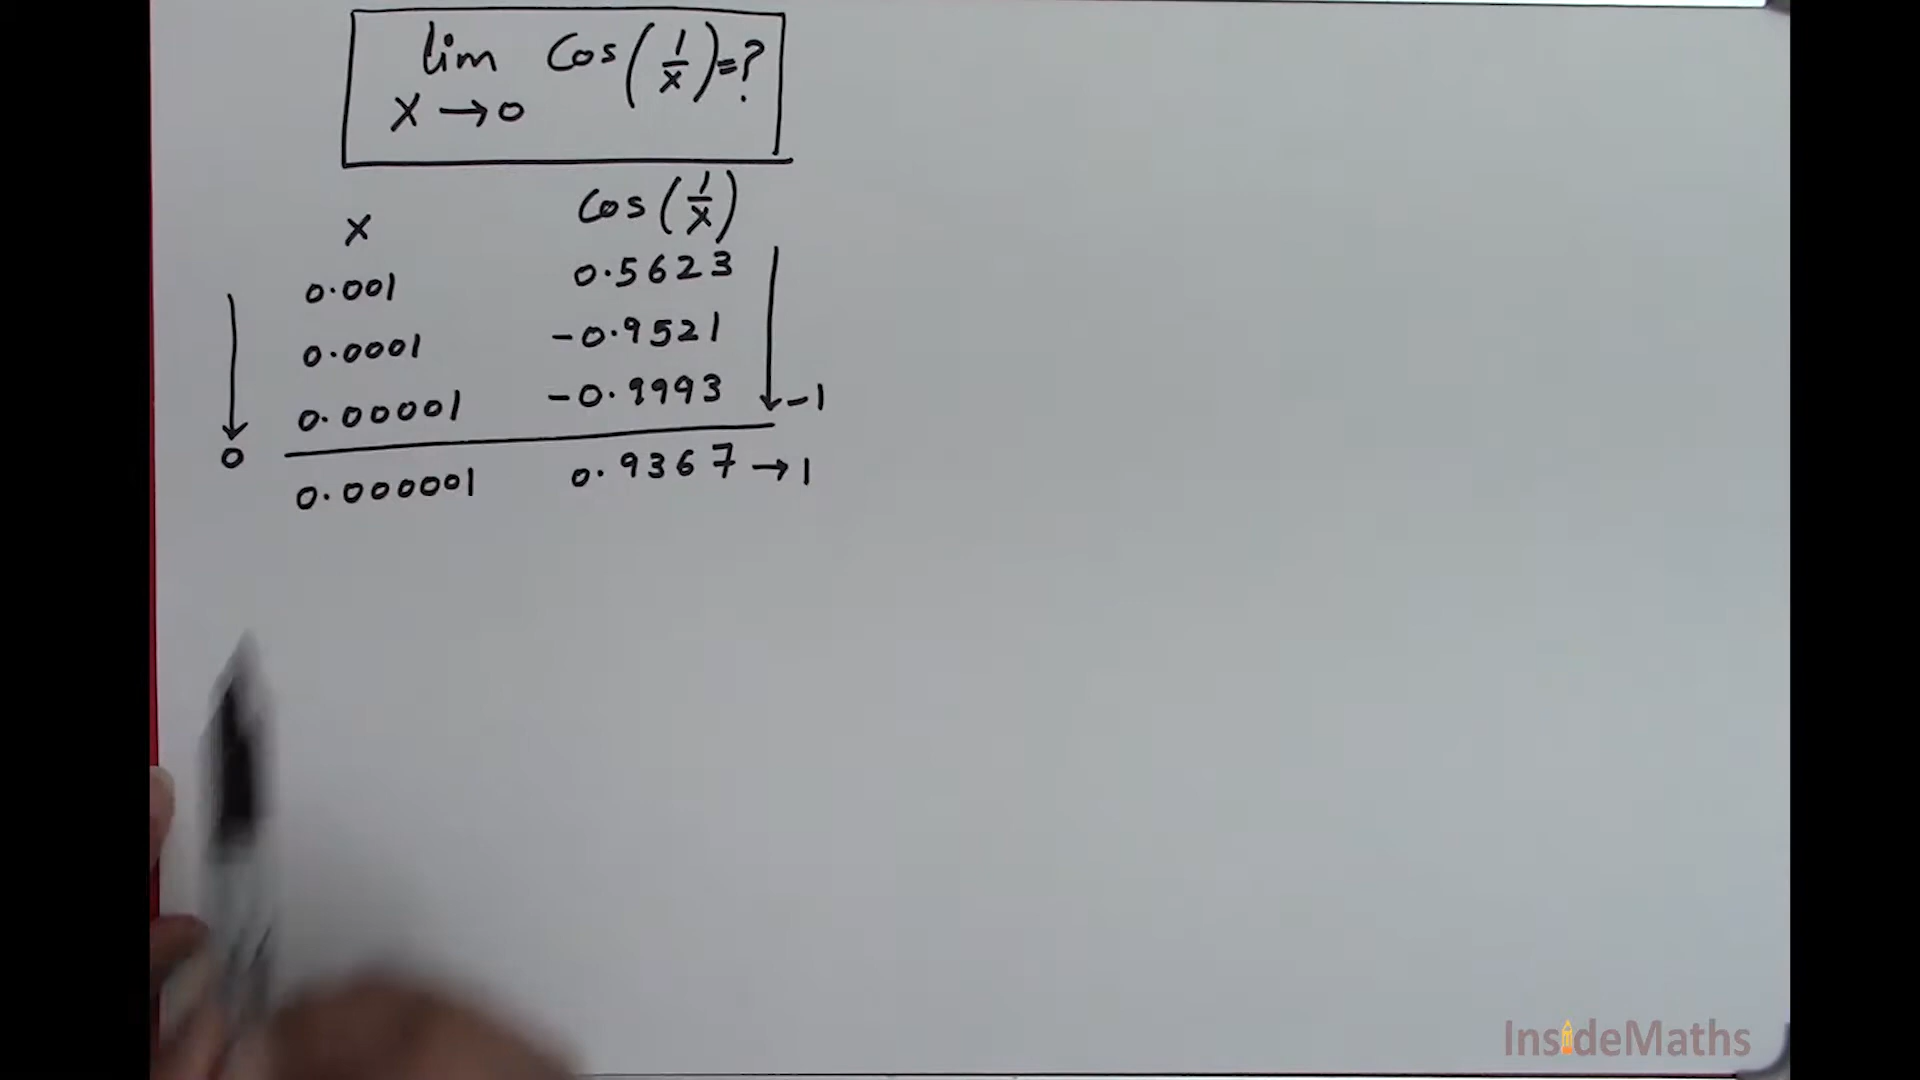 lim cos(1/x)=?
x→0
x cos(1/x)
0.001 0.5623
0.0001 -0.9521
0.00001 -0.9993 -1
0
0.000001 0.9367 → 1
InsideMaths